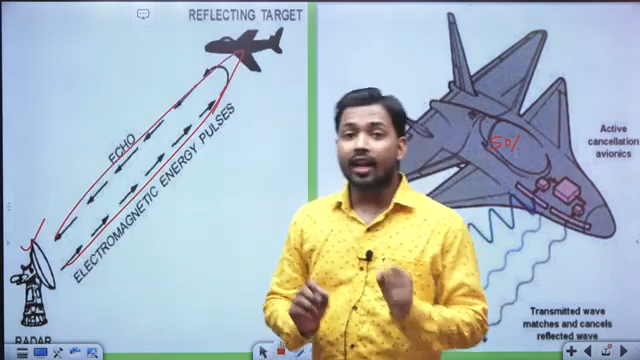 REFLECTING TARGET
ECHO
ELECTROMAGNETIC ENERGY PULSES
RADAR
50%
Active
cancellation
avionics
Transmitted wave
matches and cancels
reflected wave